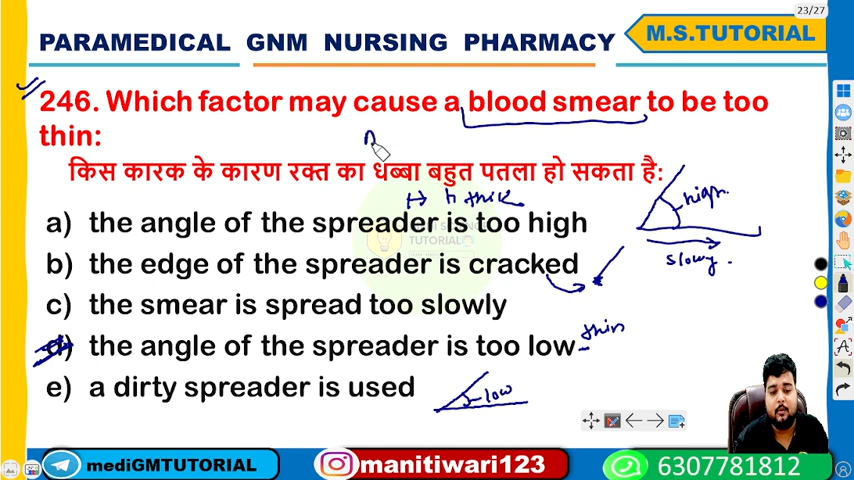 23/27
PARAMEDICAL GNM NURSING PHARMACY
M.S.TUTORIAL
246. Which factor may cause a blood smear to be too
thin:
किस कारक के कारण रक्त का धब्बा बहुत पतला हो सकता है:
thick
high
a) the angle of the spreader is too high
TUTORIAL
b) the edge of the spreader is cracked
slowly
c) the smear is spread too slowly
d) the angle of the spreader is too low
thin
e) a dirty spreader is used
low
mediGMTUTORIAL
manitiwari123
6307781812